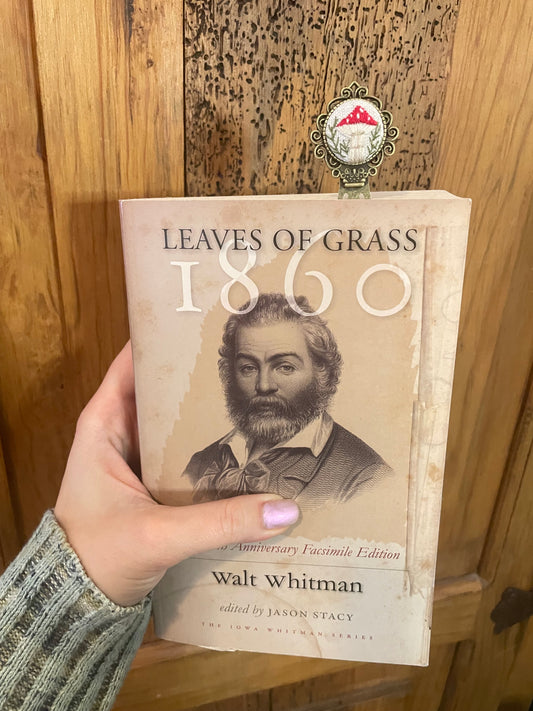 LEAVES OF GRASS
1860
Anniversary Facsimile Edition
Walt Whitman
edited by JASON STACY
THE IOWA WHITMAN SERIES